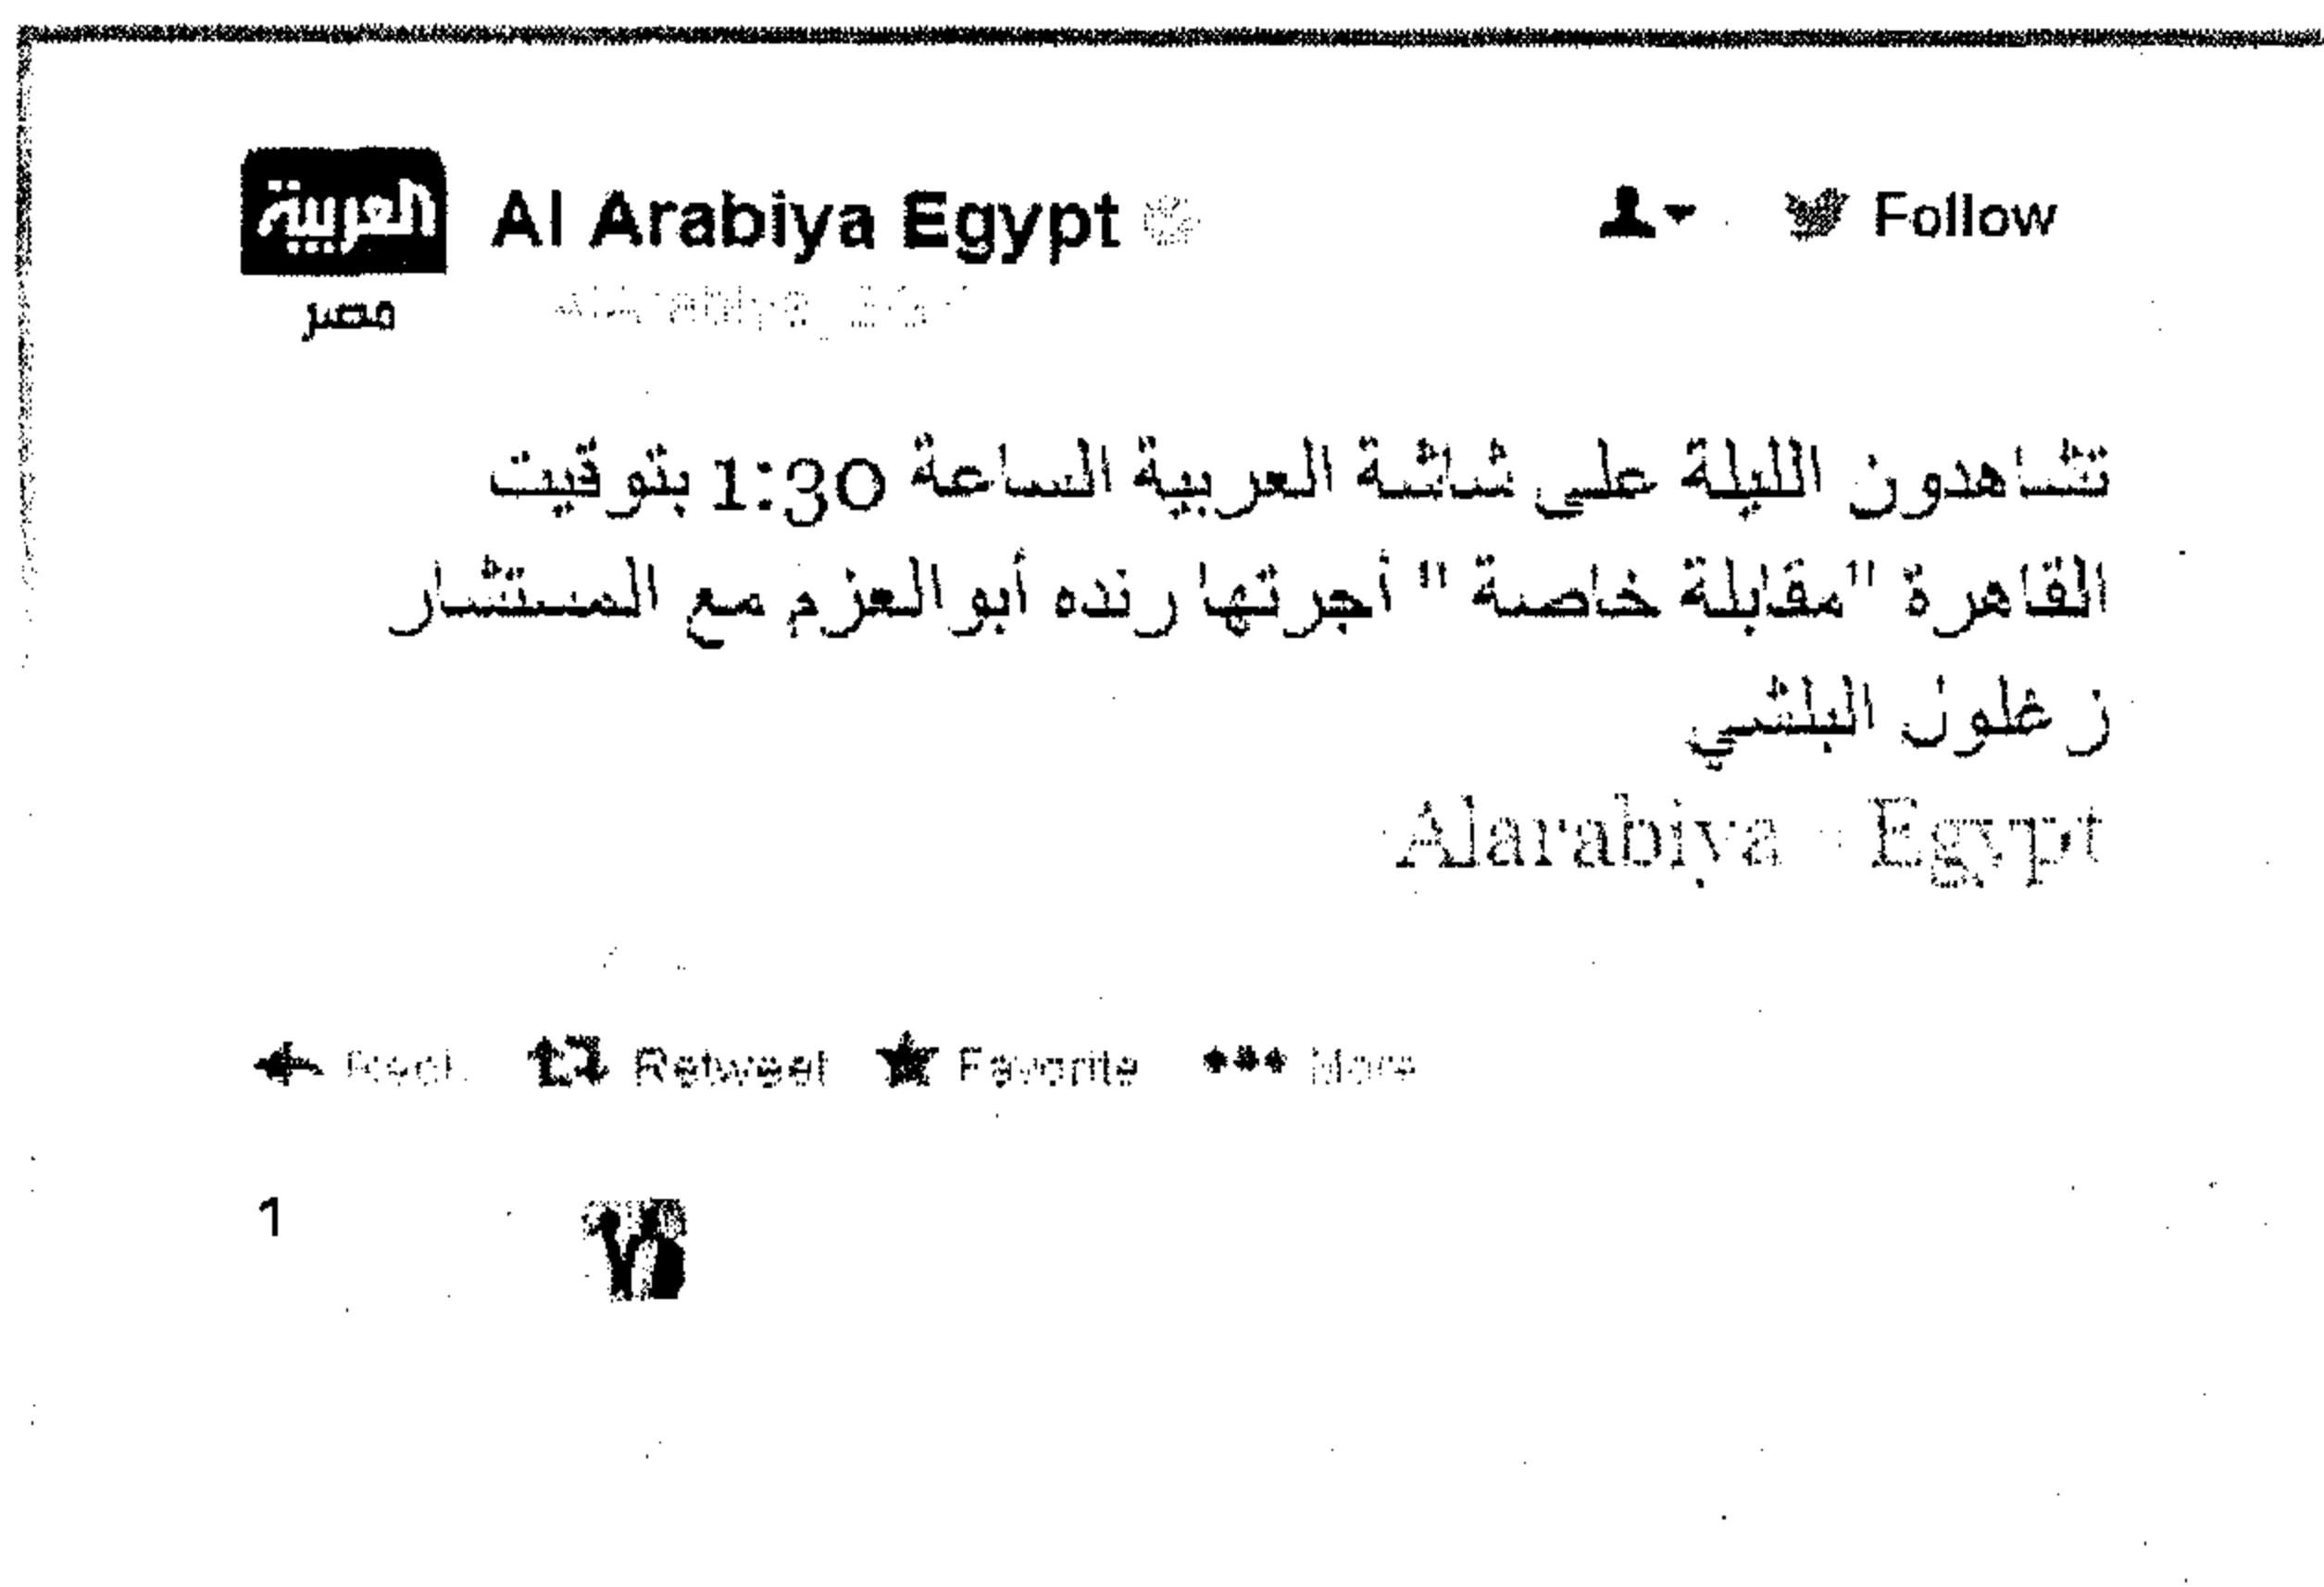 العربية
مصر
Al Arabiya Egypt
Follow
تشاهدون الليلة على شاشة العربية الساعة 1:30 بتوقيت
القاهرة "مقابلة خاصة" أجرتها رنده أبو العزم مع المستشار
زغلول البلشي
Alarabiya Egypt
Retweet Favorite More
1